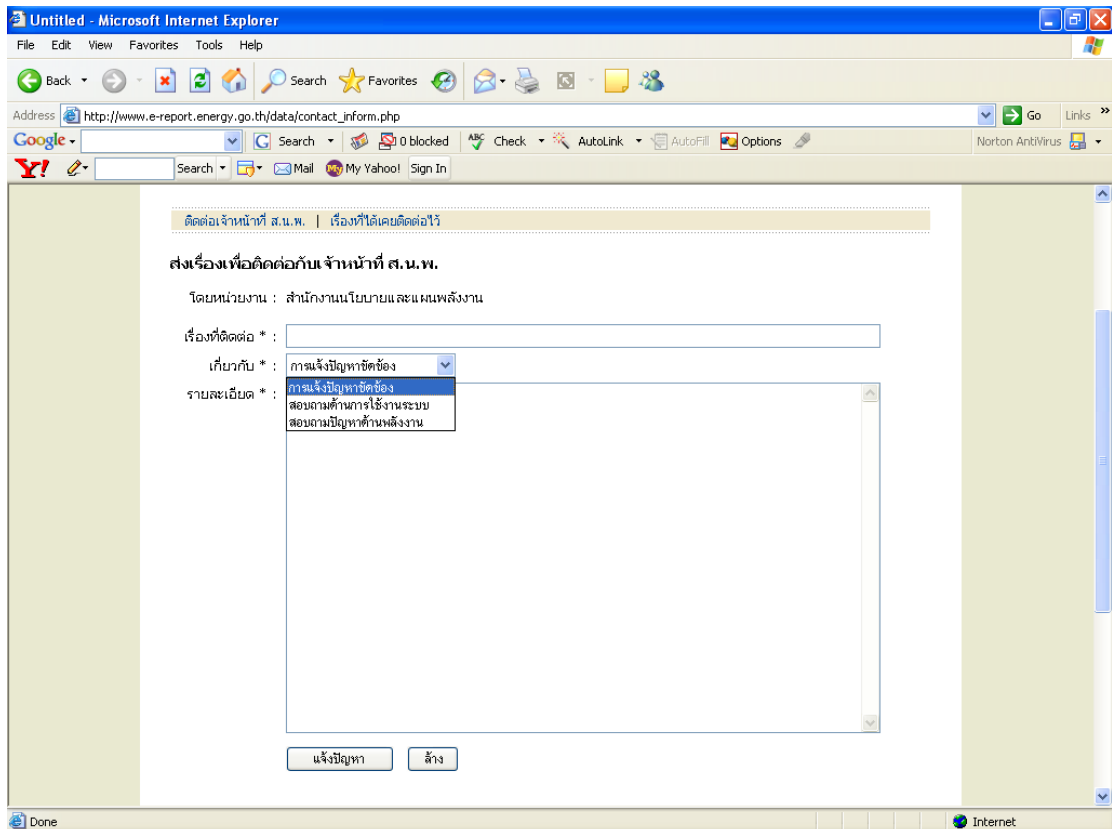 Untitled - Microsoft Internet Explorer
File Edit View Favorites Tools Help
Back Search Favorites
Address http://www.e-report.energy.go.th/data/contact_inform.php Go Links »
Google Search 0 blocked ABC Check AutoLink AutoFill Options Norton AntiVirus
Y! Search Mail My My Yahoo! Sign In
ติดต่อเจ้าหน้าที่ ส.น.พ. | เรื่องที่ได้เคยติดต่อไว้
ส่งเรื่องเพื่อติดต่อกับเจ้าหน้าที่ ส.น.พ.
โดยหน่วยงาน : สำนักงานนโยบายและแผนพลังงาน
เรื่องที่ติดต่อ * :
เกี่ยวกับ * : การแจ้งปัญหาขัดข้อง
รายละเอียด * : การแจ้งปัญหาขัดข้อง
สอบถามด้านการใช้งานระบบ
สอบถามปัญหาด้านพลังงาน
แจ้งปัญหา ล้าง
Done Internet